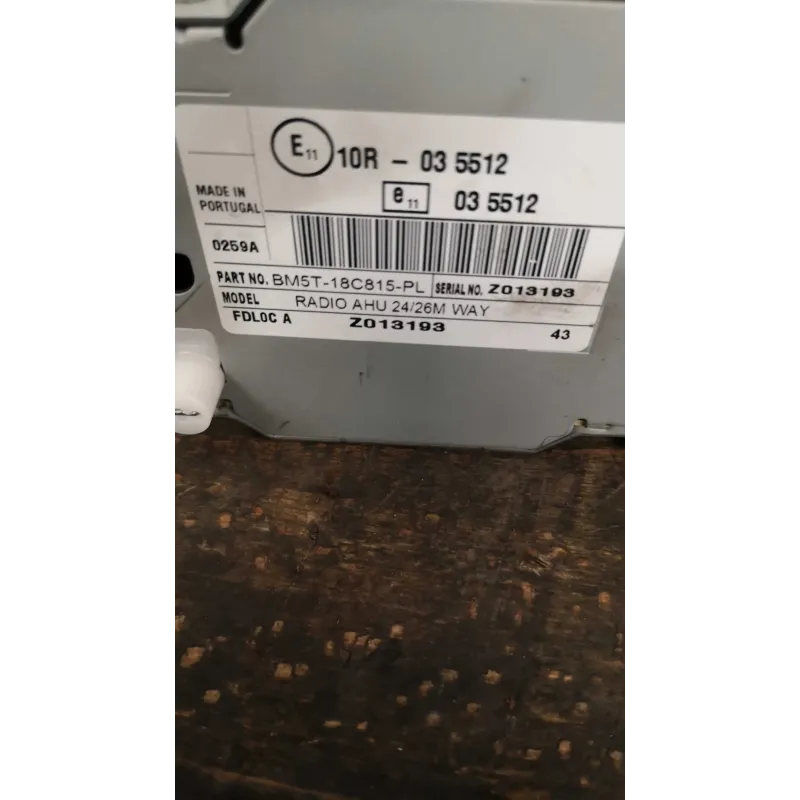 E11 10R - 03 5512
e11 03 5512
MADE IN
PORTUGAL
0259A
PART NO. BM5T-18C815-PL SERIAL NO. Z013193
MODEL RADIO AHU 24/26M WAY
FDL0C A Z013193 43